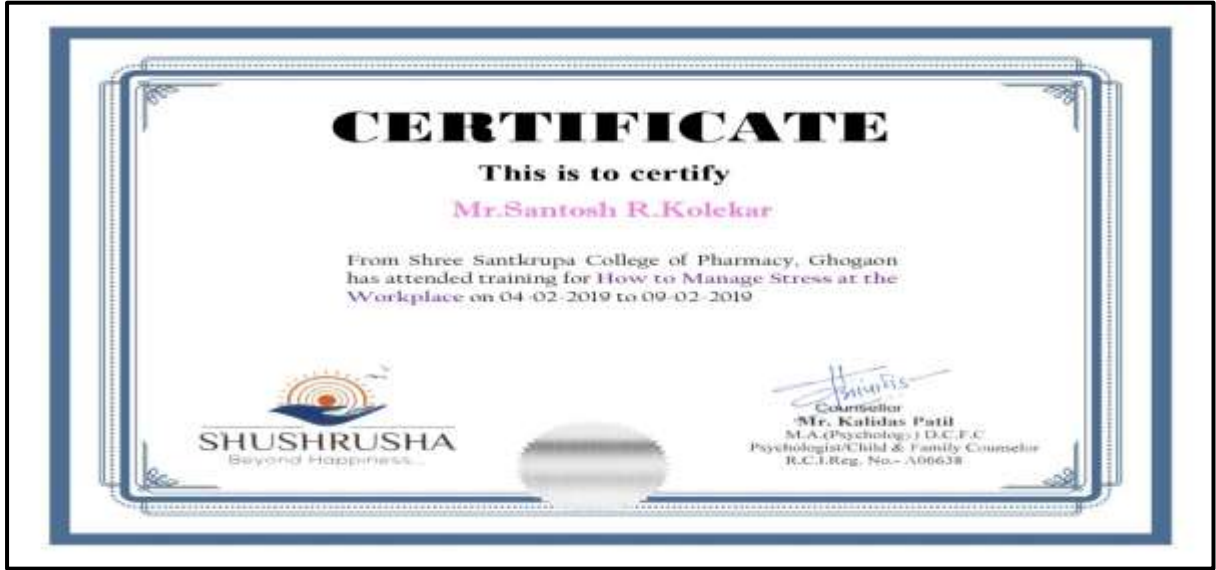 CERTIFICATE
This is to certify
Mr.Santosh R.Kolekar
From Shree Santkrupa College of Pharmacy, Ghogaon
has attended training for How to Manage Stress at the
Workplace on 04-02-2019 to 09-02-2019
SHUSHRUSHA
Beyond Happiness...
Counsellor
Mr. Kalidas Patil
M.A.(Psychology) D.C.F.C
Psychologist/Child & Family Counselor
R.C.I.Reg. No.- A06638